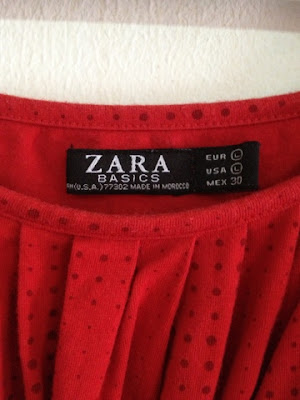 ZARA
BASICS
RN(U.S.A.)77302 MADE IN MOROCCO
EUR L
USA L
MEX 30